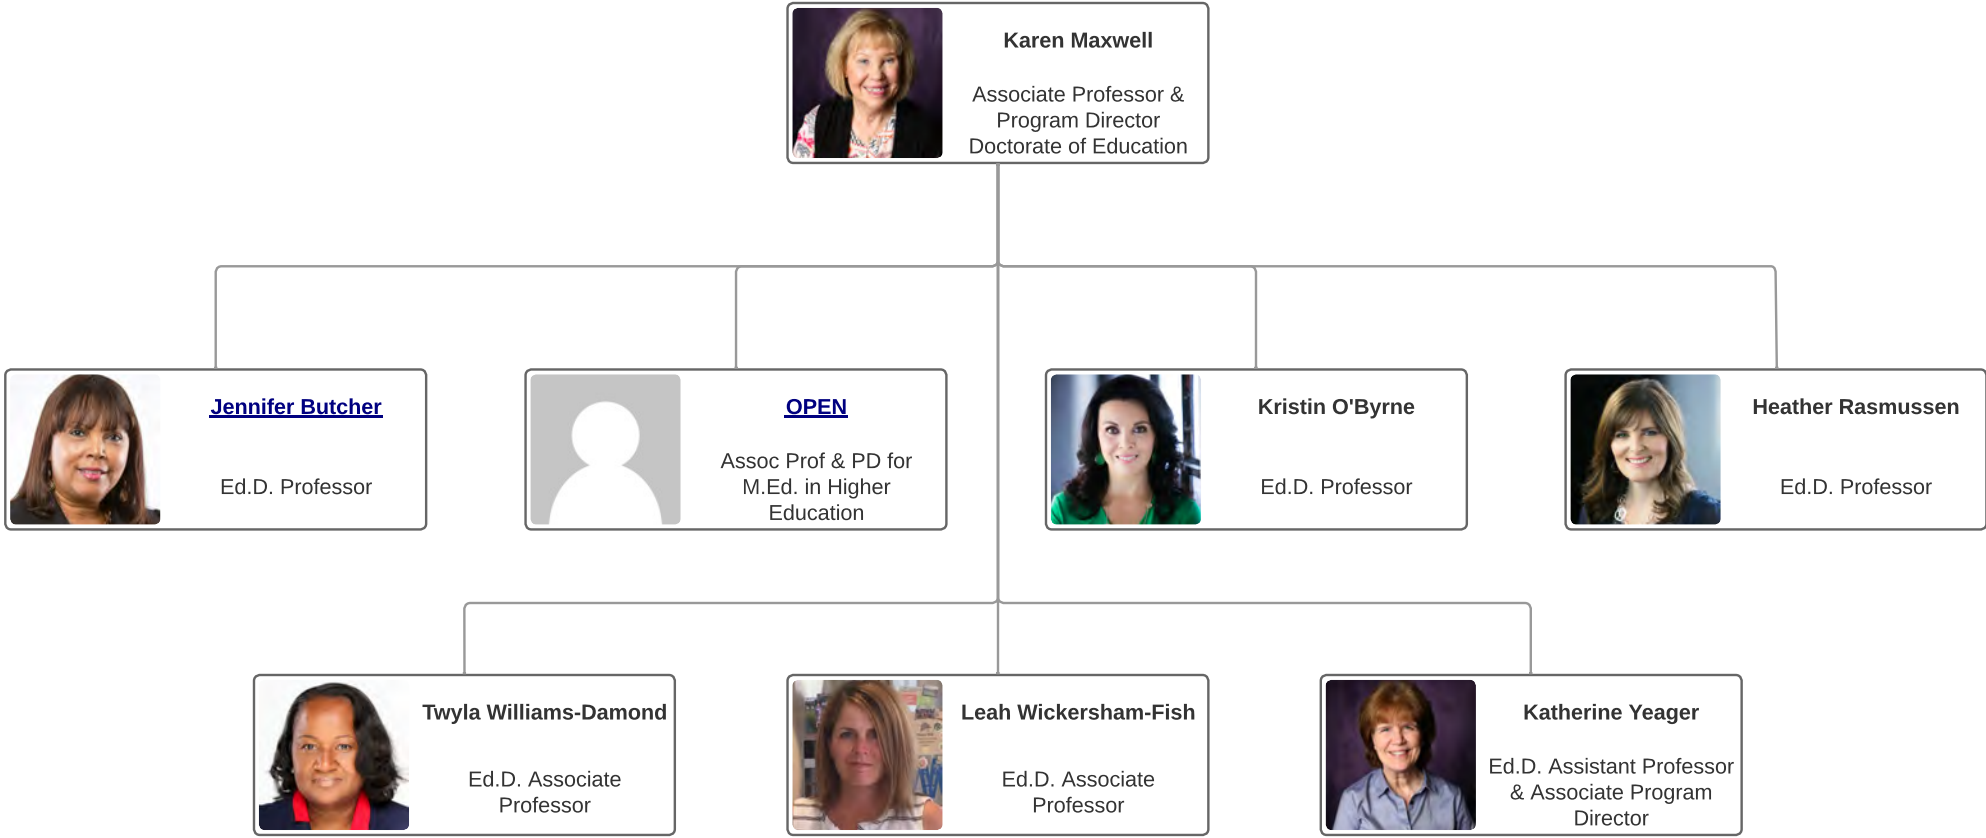 Karen Maxwell
Associate Professor &
Program Director
Doctorate of Education
Jennifer Butcher
Ed.D. Professor
OPEN
Assoc Prof & PD for
M.Ed. in Higher
Education
Kristin O'Byrne
Ed.D. Professor
Heather Rasmussen
Ed.D. Professor
Twyla Williams-Damond
Ed.D. Associate
Professor
Leah Wickersham-Fish
Ed.D. Associate
Professor
Katherine Yeager
Ed.D. Assistant Professor
& Associate Program
Director